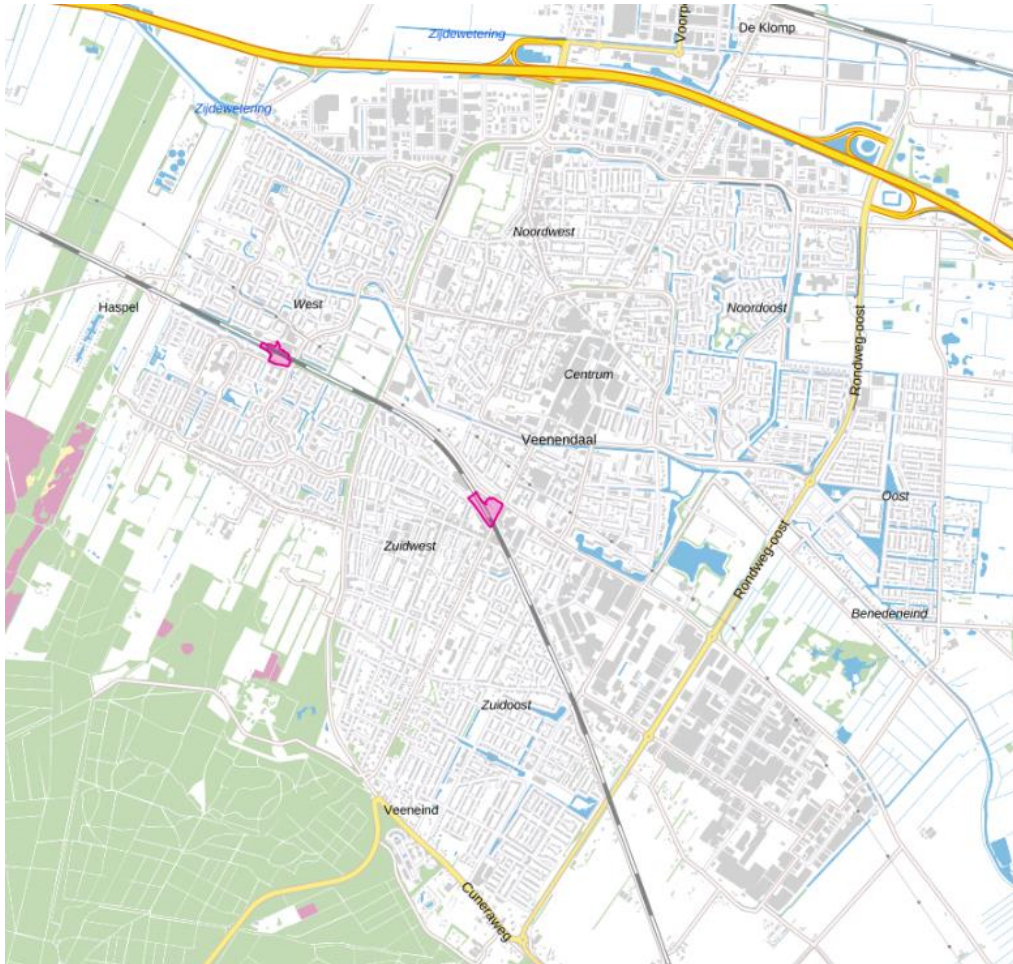 De Klomp
Voorpo
Zijdewetering
Zijdewetering
Noordwest
Haspel
West
Noordoost
Rondweg-oost
Centrum
Veenendaal
Oost
Zuidwest
Rondweg-oost
Benedeneind
Zuidoost
Veeneind
Cuneraweg